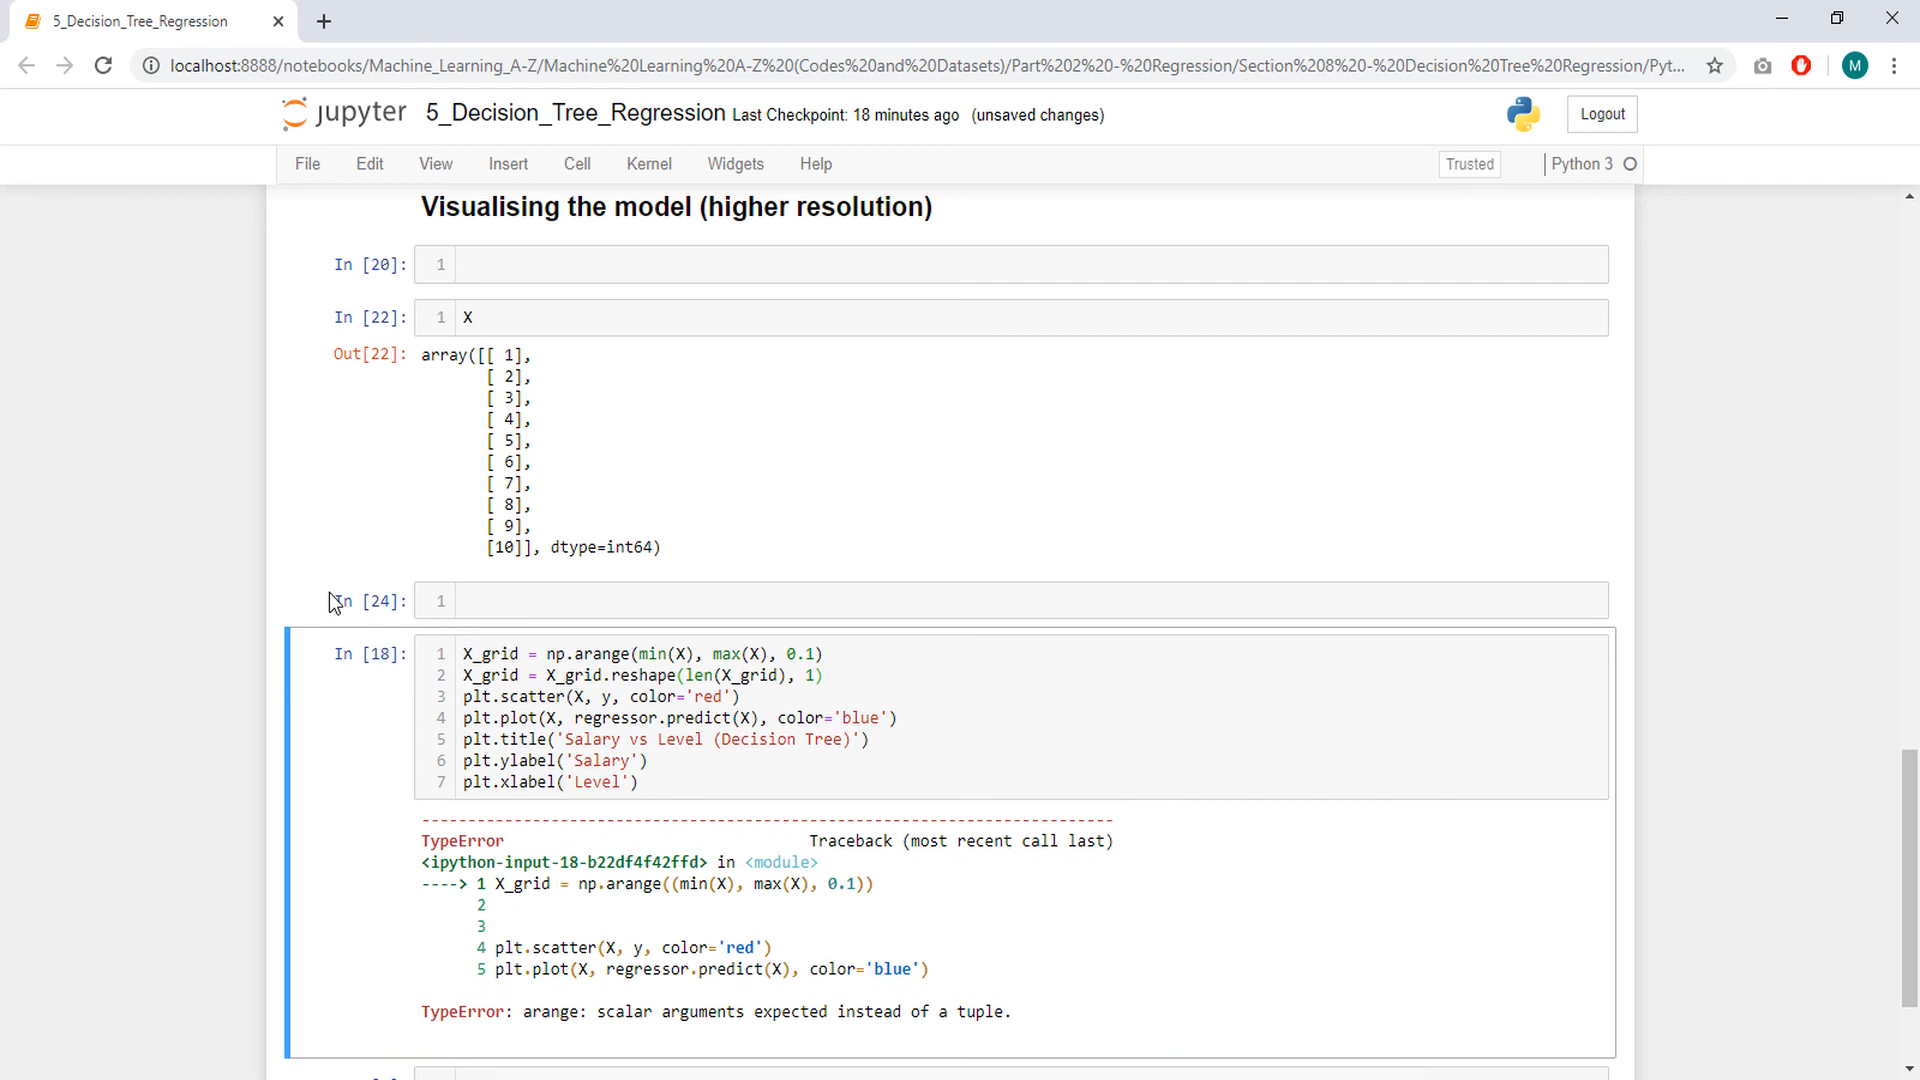 5_Decision_Tree_Regression
localhost:8888/notebooks/Machine_Learning_A-Z/Machine%20Learning%20A-Z%20(Codes%20and%20Datasets)/Part%202%20-%20Regression/Section%208%20-%20Decision%20Tree%20Regression/Pyt...
M
jupyter 5_Decision_Tree_Regression Last Checkpoint: 18 minutes ago (unsaved changes)
Logout
File Edit View Insert Cell Kernel Widgets Help
Trusted
Python 3
Visualising the model (higher resolution)
In [20]: 1
In [22]: 1 X
Out[22]: array([[ 1],
[ 2],
[ 3],
[ 4],
[ 5],
[ 6],
[ 7],
[ 8],
[ 9],
[10]], dtype=int64)
In [24]: 1
In [18]: 1 X_grid = np.arange(min(X), max(X), 0.1)
2 X_grid = X_grid.reshape(len(X_grid), 1)
3 plt.scatter(X, y, color='red')
4 plt.plot(X, regressor.predict(X), color='blue')
5 plt.title('Salary vs Level (Decision Tree)')
6 plt.ylabel('Salary')
7 plt.xlabel('Level')
---------------------------------------------------------------------------
TypeError Traceback (most recent call last)
<ipython-input-18-b22df4f42ffd> in <module>
----> 1 X_grid = np.arange((min(X), max(X), 0.1))
2
3
4 plt.scatter(X, y, color='red')
5 plt.plot(X, regressor.predict(X), color='blue')
TypeError: arange: scalar arguments expected instead of a tuple.